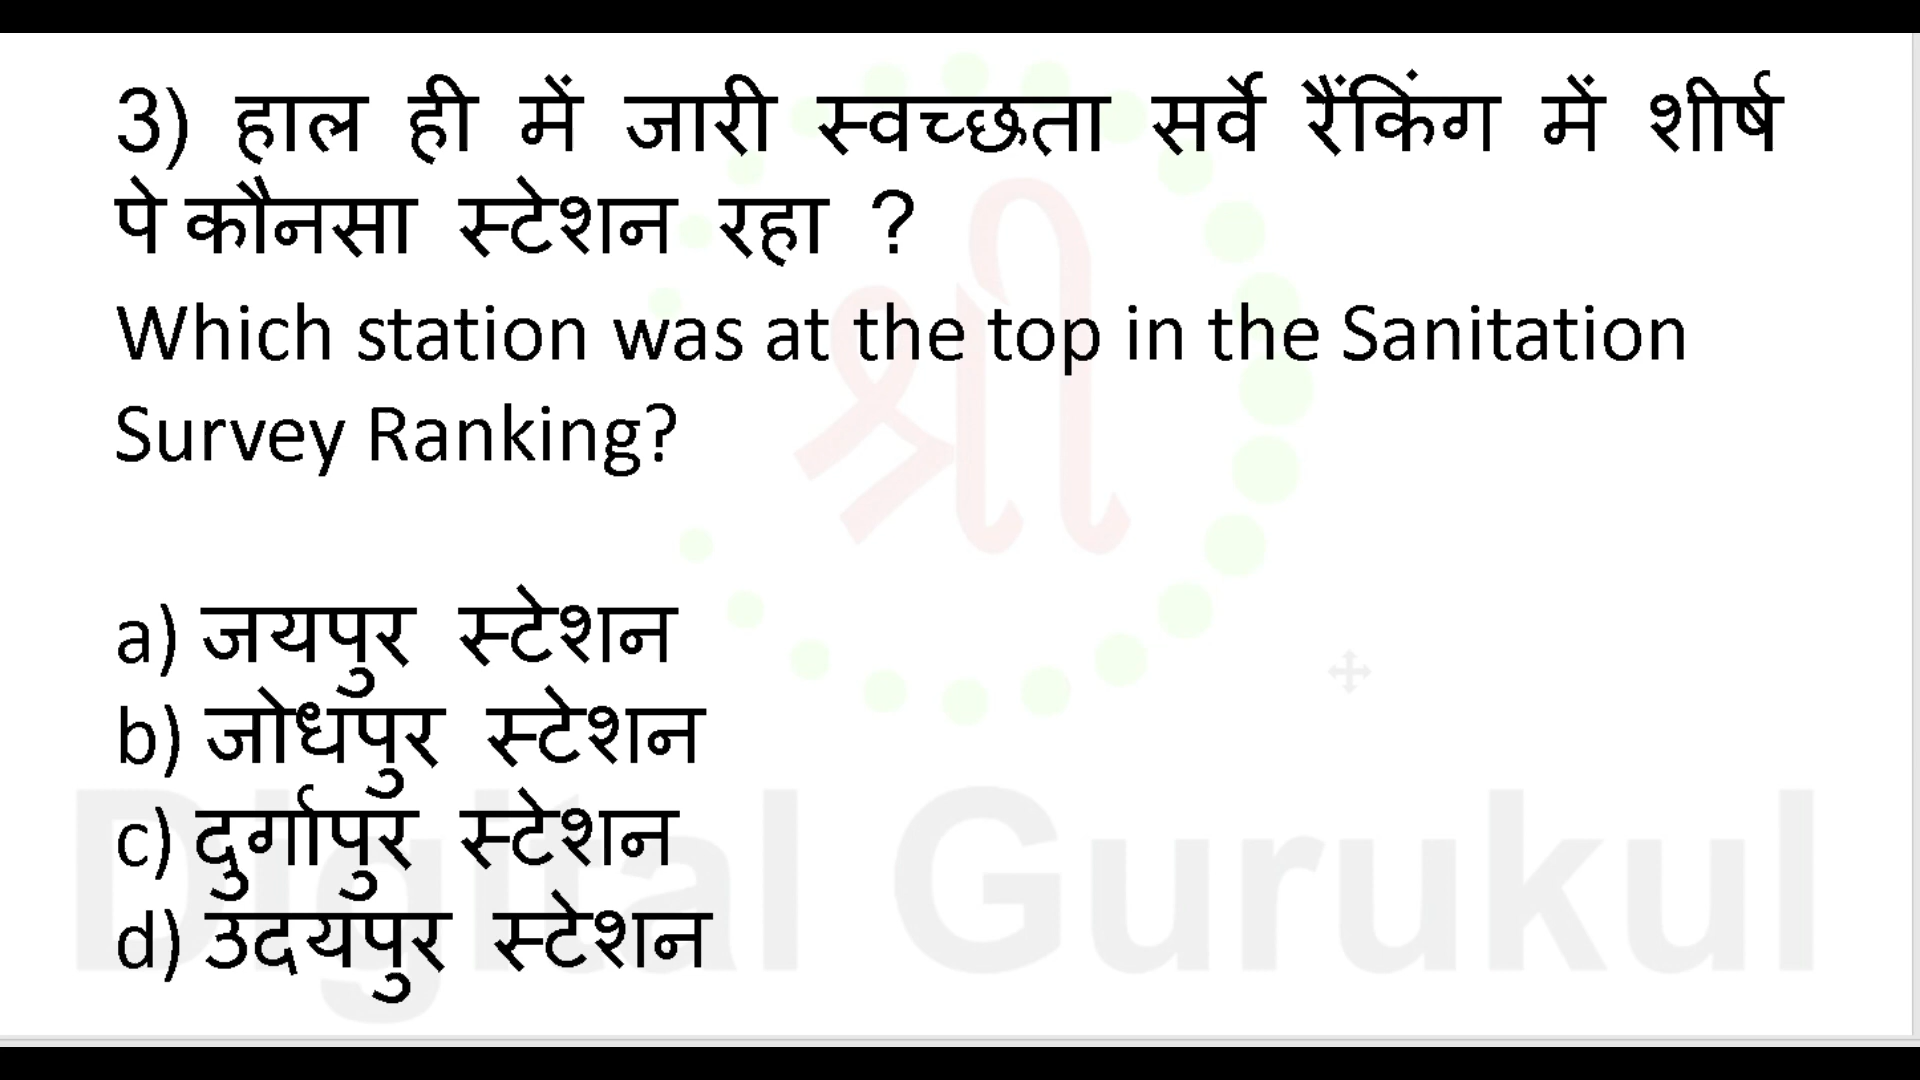 3) हाल ही में जारी स्वच्छता सर्वे रैंकिंग में शीर्ष
पे कौनसा स्टेशन रहा ?
Which station was at the top in the Sanitation
Survey Ranking?
श्री
a) जयपुर स्टेशन
b) जोधपुर स्टेशन
c) दुर्गापुर स्टेशन
d) उदयपुर स्टेशन
Digital Gurukul